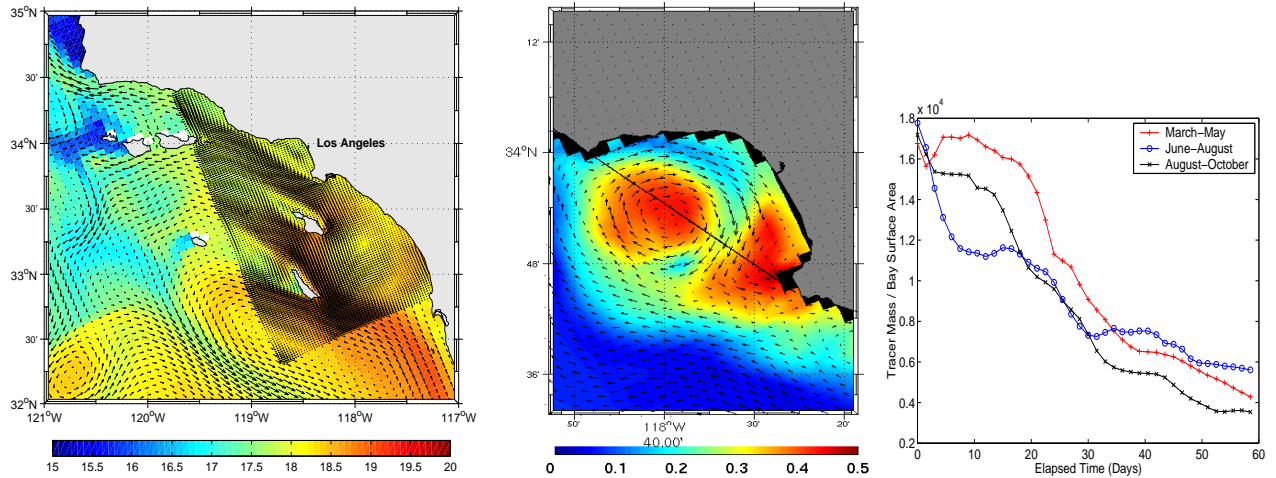 35°N
30'
34°N
30'
33°N
30'
32°N
121°W
120°W
119°W
118°W
117°W
Los Angeles
15 15.5 16 16.5 17 17.5 18 18.5 19 19.5 20
12'
34°N
48'
36'
50'
118°W
40.00'
30'
20'
0 0.1 0.2 0.3 0.4 0.5
x 10⁴
1.8
1.6
1.4
1.2
1
0.8
0.6
0.4
0.2
0 10 20 30 40 50 60
Tracer Mass / Bay Surface Area
Elapsed Time (Days)
March−May
June−August
August−October